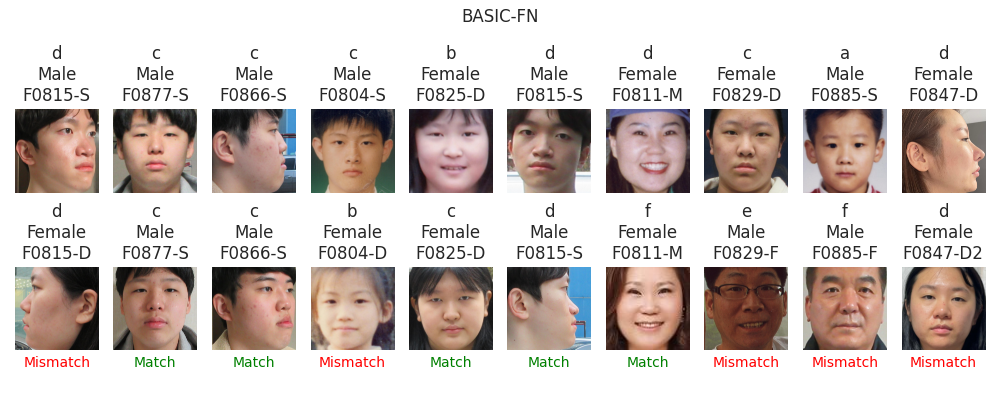 BASIC-FN
d c c c b d d c a d
Male Male Male Male Female Male Female Female Male Female
F0815-S F0877-S F0866-S F0804-S F0825-D F0815-S F0811-M F0829-D F0885-S F0847-D
d c c b c d f e f d
Female Male Male Female Female Male Female Male Male Female
F0815-D F0877-S F0866-S F0804-D F0825-D F0815-S F0811-M F0829-F F0885-F F0847-D2
Mismatch Match Match Mismatch Match Match Match Mismatch Mismatch Mismatch